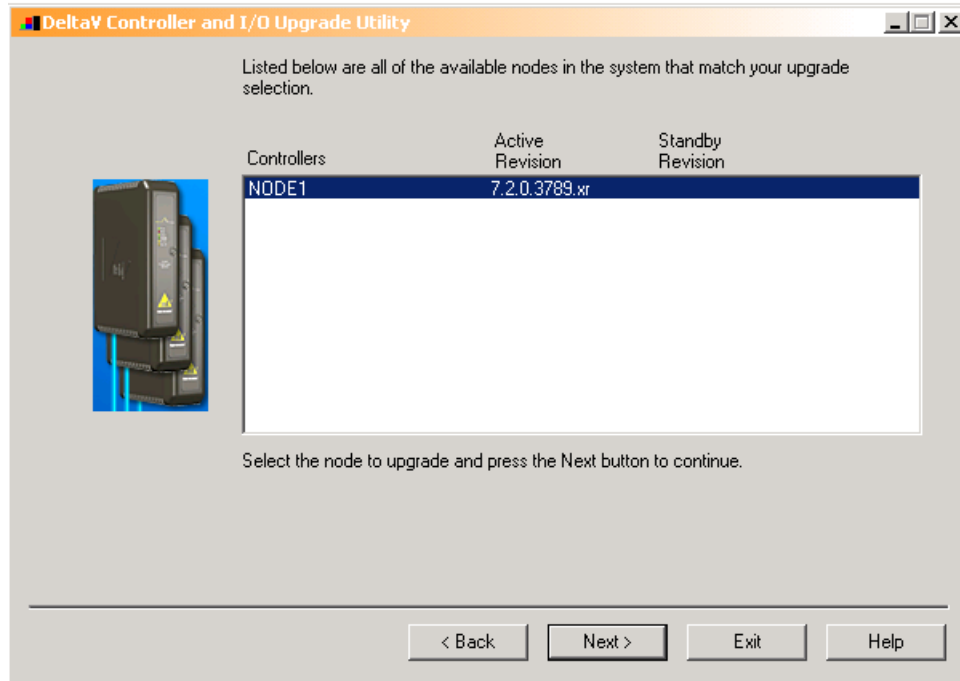 DeltaV Controller and I/O Upgrade Utility
Listed below are all of the available nodes in the system that match your upgrade
selection.
Controllers
Active
Revision
Standby
Revision
NODE1 7.2.0.3789.xr
Select the node to upgrade and press the Next button to continue.
< Back Next > Exit Help